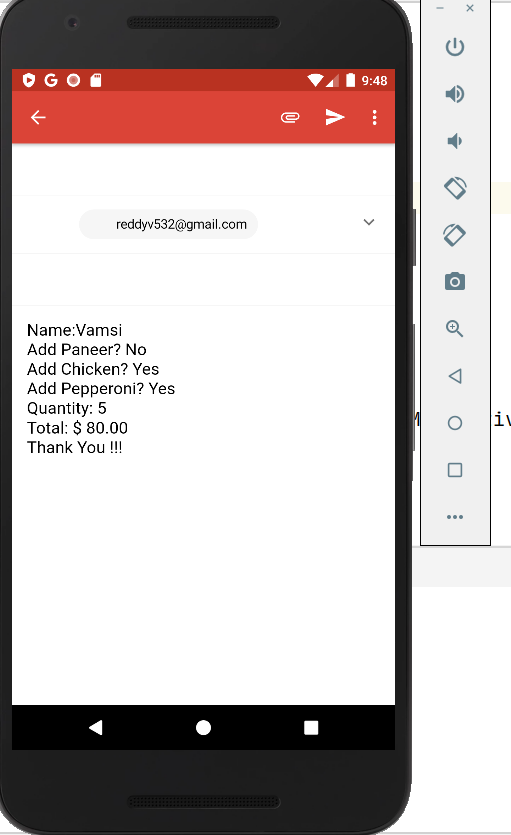 9:48
reddyv532@gmail.com
Name:Vamsi
Add Paneer? No
Add Chicken? Yes
Add Pepperoni? Yes
Quantity: 5
Total: $ 80.00
Thank You !!!
M
iv